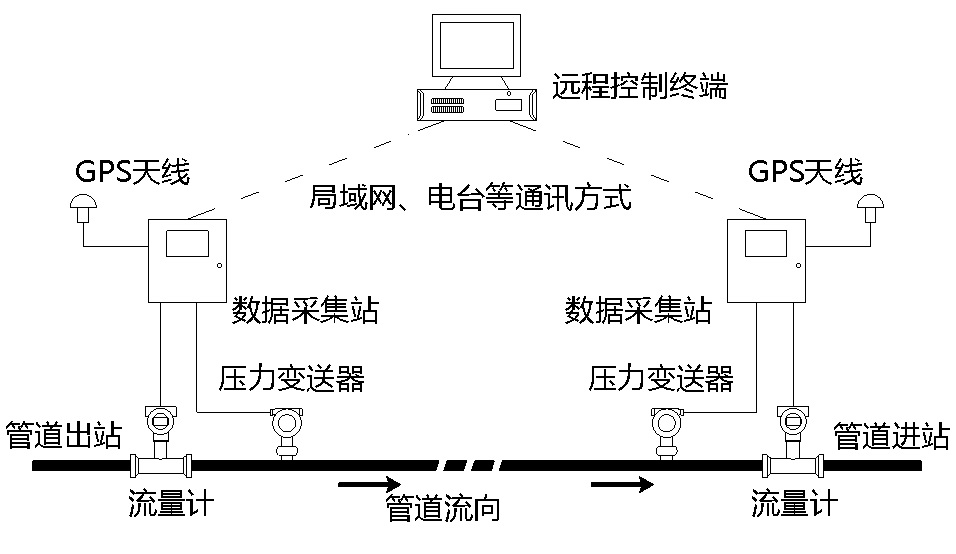 远程控制终端
GPS天线
GPS天线
局域网、电台等通讯方式
数据采集站
数据采集站
压力变送器
压力变送器
管道出站
管道进站
流量计
管道流向
流量计